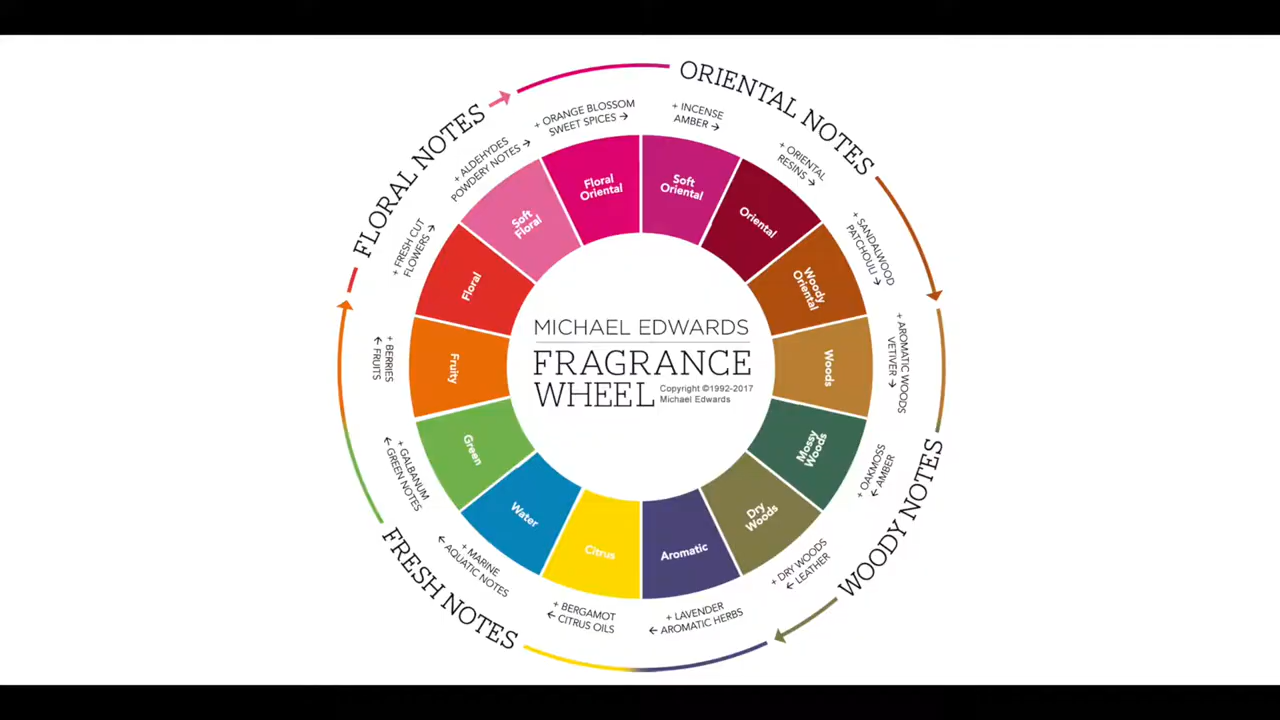 MICHAEL EDWARDS
FRAGRANCE
WHEEL
Copyright ©1992-2017
Michael Edwards
FLORAL NOTES
+ FRESH CUT
FLOWERS →
Floral
+ ALDEHYDES
POWDERY NOTES →
Soft
Floral
+ ORANGE BLOSSOM
SWEET SPICES →
Floral
Oriental
ORIENTAL NOTES
+ INCENSE
AMBER →
Soft
Oriental
+ ORIENTAL
RESINS →
Oriental
+ SANDALWOOD
PATCHOULI →
Woody
Oriental
WOODY NOTES
+ AROMATIC WOODS
VETIVER →
Woods
+ OAKMOSS
← AMBER
Mossy
Woods
+ DRY WOODS
← LEATHER
Dry
Woods
+ LAVENDER
← AROMATIC HERBS
Aromatic
FRESH NOTES
+ BERGAMOT
← CITRUS OILS
Citrus
+ MARINE
← AQUATIC NOTES
Water
+ GALBANUM
← GREEN NOTES
Green
+ BERRIES
← FRUITS
Fruity